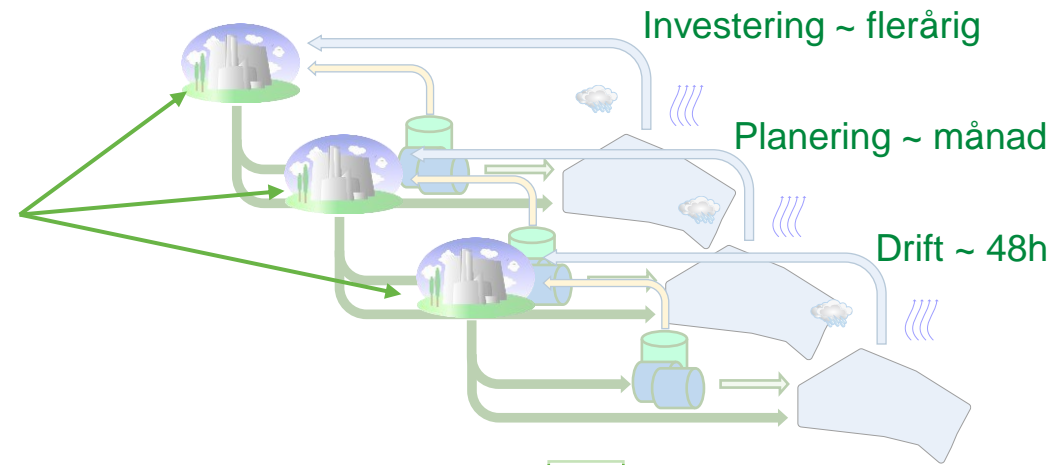 Investering ~ flerårig
Planering ~ månad
Drift ~ 48h